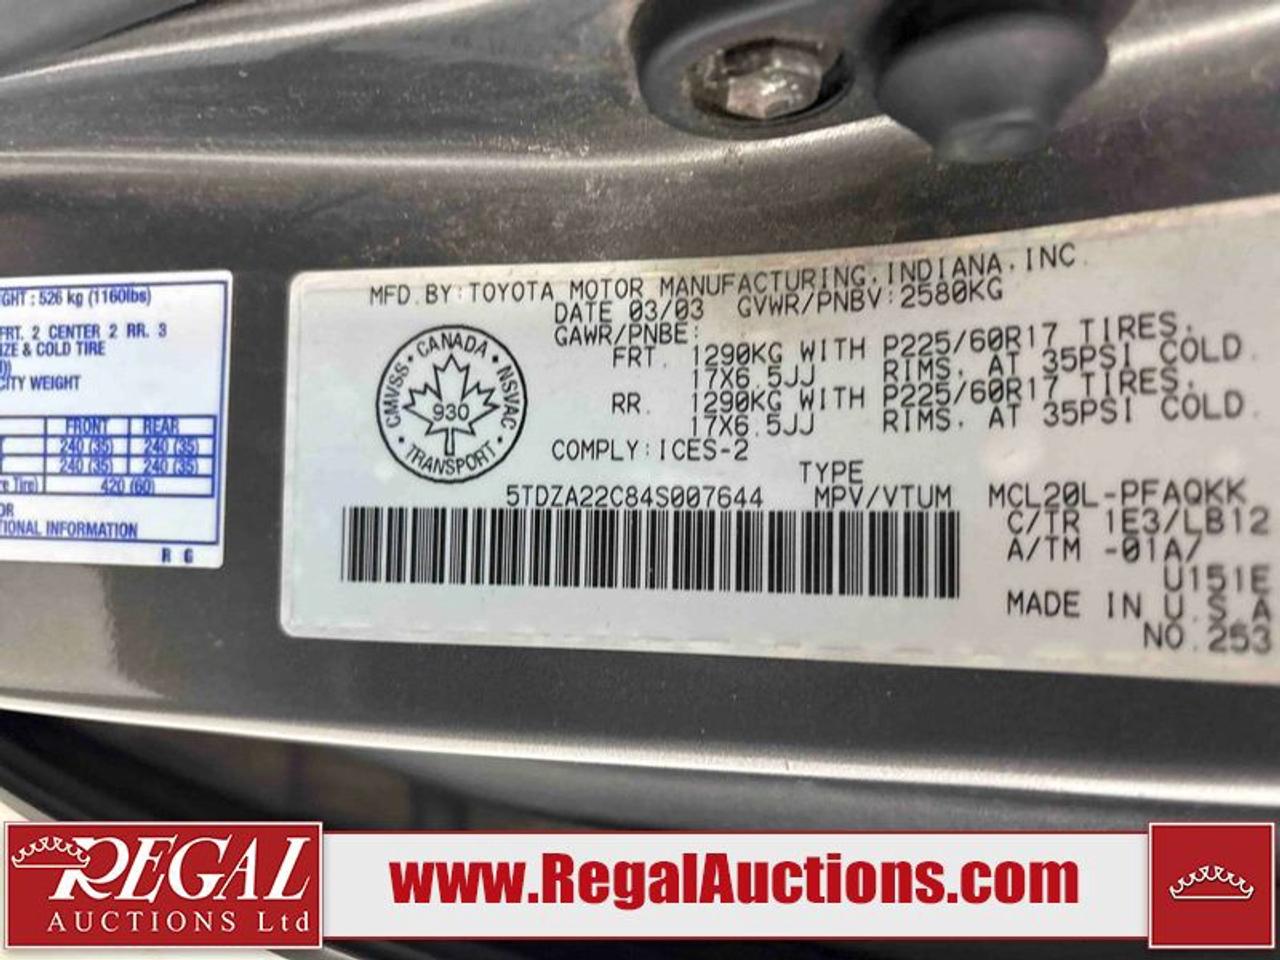 GHT : 526 kg (1160lbs)
FRT. 2 CENTER 2 RR. 3
ZE & COLD TIRE
CITY WEIGHT
FRONT REAR
240 (35) 240 (35)
240 (35) 240 (35)
re Tire) 420 (60)
OR
TIONAL INFORMATION
R G
MFD. BY: TOYOTA MOTOR MANUFACTURING, INDIANA, INC.
DATE 03/03 GVWR/PNBV: 2580KG
GAWR/PNBE:
FRT. 1290KG WITH P225/60R17 TIRES,
17X6.5JJ RIMS, AT 35PSI COLD.
RR. 1290KG WITH P225/60R17 TIRES,
17X6.5JJ RIMS, AT 35PSI COLD.
COMPLY: ICES-2
CMVSS · CANADA · NSVAC · TRANSPORT ·
930
TYPE
5TDZA22C84S007644 MPV/VTUM MCL20L-PFAQKK
C/TR 1E3/LB12
A/TM -01A/
U151E
MADE IN U.S.A
NO.253
REGAL
AUCTIONS Ltd
www.RegalAuctions.com